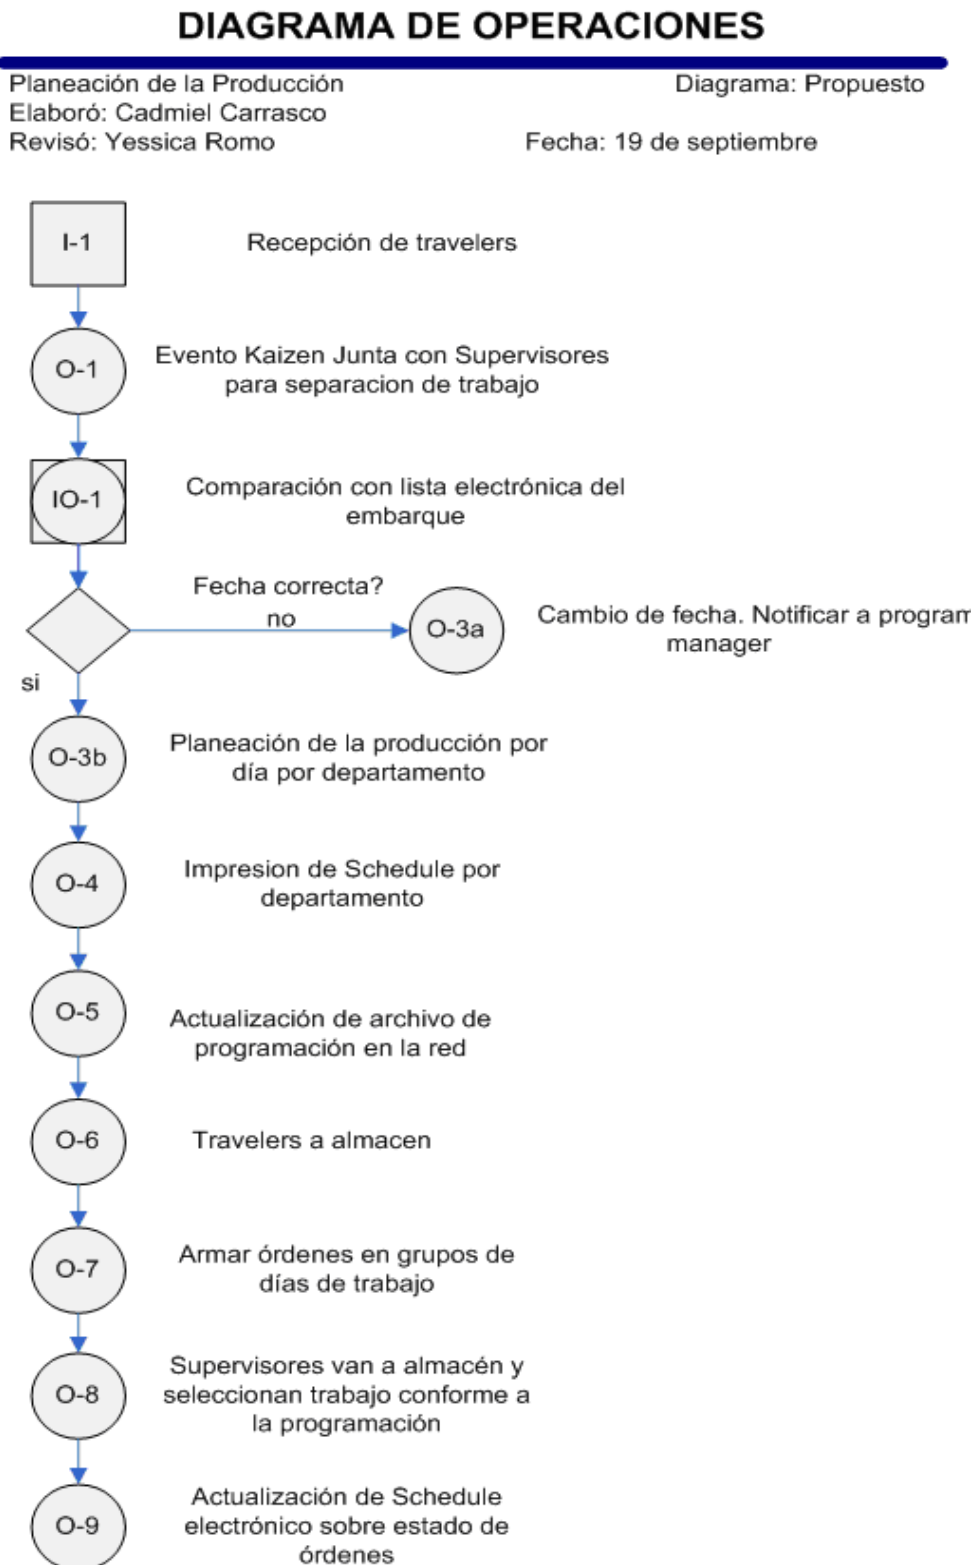 DIAGRAMA DE OPERACIONES
Planeación de la Producción
Diagrama: Propuesto
Elaboró: Cadmiel Carrasco
Revisó: Yessica Romo
Fecha: 19 de septiembre
I-1
Recepción de travelers
O-1
Evento Kaizen Junta con Supervisores
para separacion de trabajo
IO-1
Comparación con lista electrónica del
embarque
Fecha correcta?
no
O-3a
Cambio de fecha. Notificar a program
manager
si
O-3b
Planeación de la producción por
día por departamento
O-4
Impresion de Schedule por
departamento
O-5
Actualización de archivo de
programación en la red
O-6
Travelers a almacen
O-7
Armar órdenes en grupos de
días de trabajo
O-8
Supervisores van a almacén y
seleccionan trabajo conforme a
la programación
O-9
Actualización de Schedule
electrónico sobre estado de
órdenes